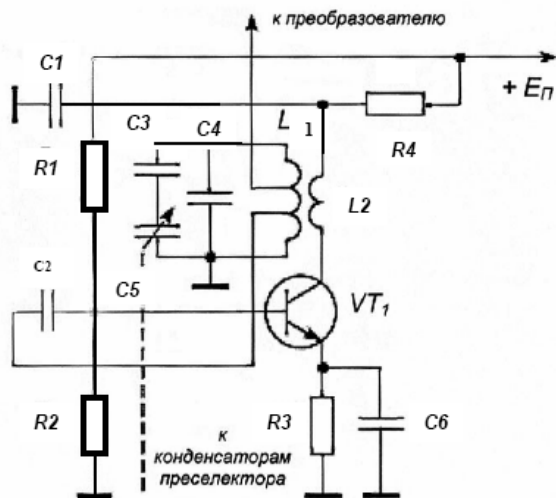 к преобразователю
C1
+ EП
C3
C4
L 1
R4
R1
L2
C2
C5
VT1
R2
R3
C6
к
конденсаторам
преселектора